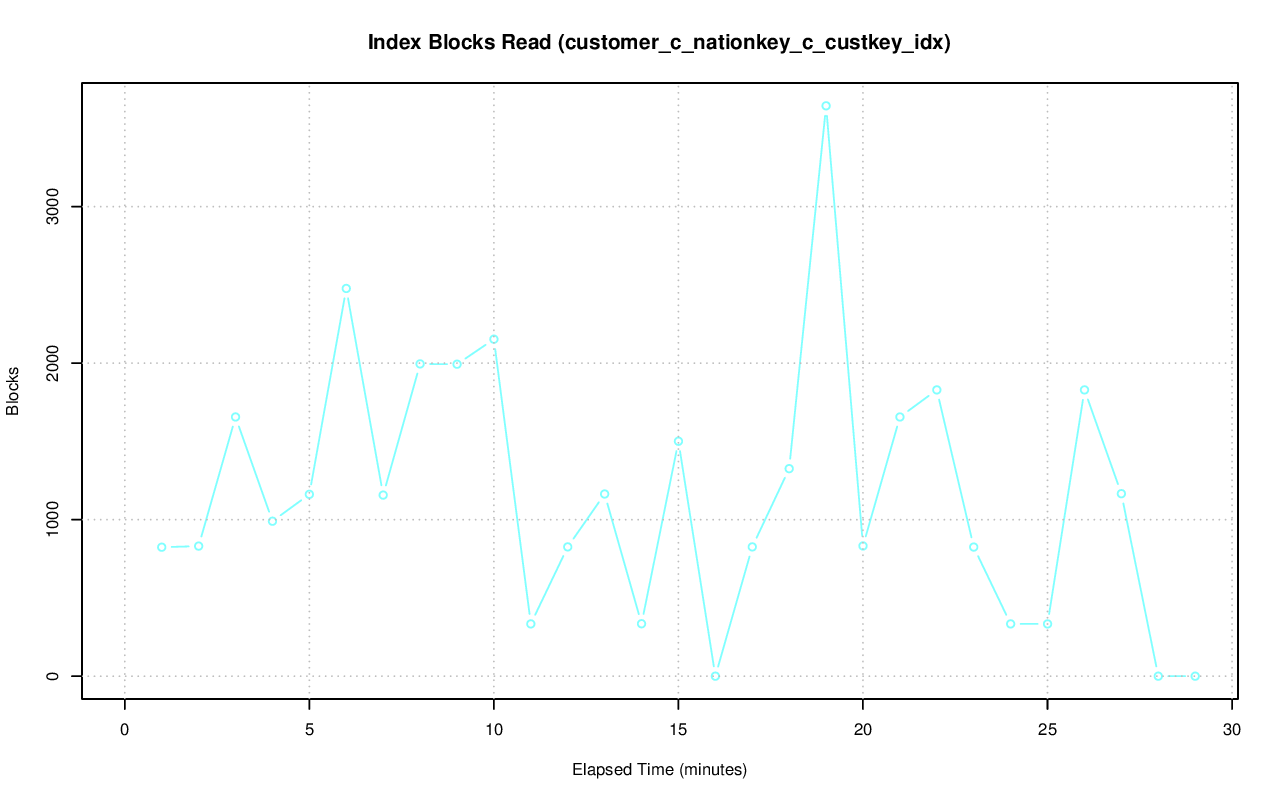 Index Blocks Read (customer_c_nationkey_c_custkey_idx)
Blocks
3000
2000
1000
0
0 5 10 15 20 25 30
Elapsed Time (minutes)